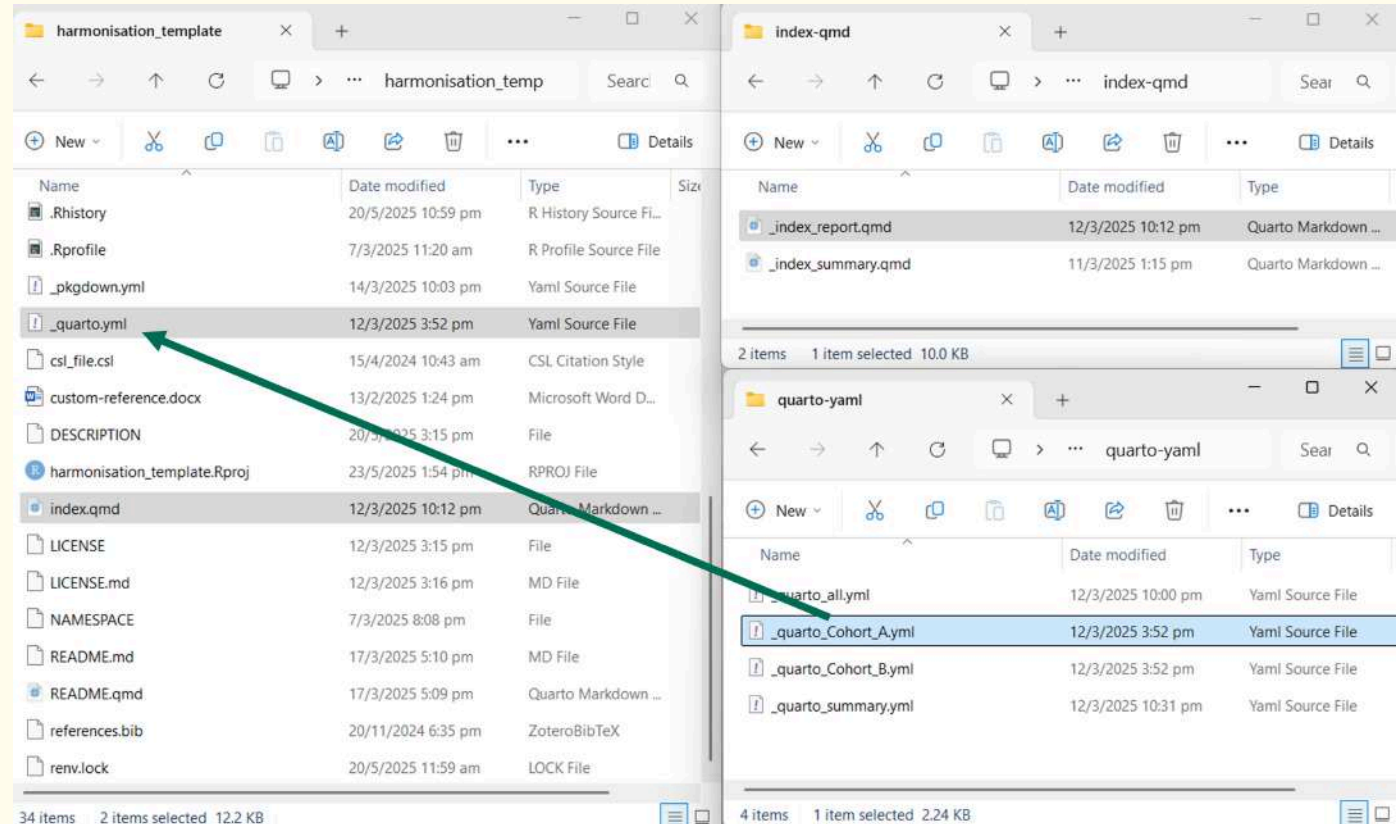 harmonisation_template
harmonisation_temp Searc
New Details
Name Date modified Type Size
.Rhistory 20/5/2025 10:59 pm R History Source Fi...
.Rprofile 7/3/2025 11:20 am R Profile Source File
_pkgdown.yml 14/3/2025 10:03 pm Yaml Source File
_quarto.yml 12/3/2025 3:52 pm Yaml Source File
csl_file.csl 15/4/2024 10:43 am CSL Citation Style
custom-reference.docx 13/2/2025 1:24 pm Microsoft Word D...
DESCRIPTION 20/5/2025 3:15 pm File
harmonisation_template.Rproj 23/5/2025 1:54 pm RPROJ File
index.qmd 12/3/2025 10:12 pm Quarto Markdown ...
LICENSE 12/3/2025 3:15 pm File
LICENSE.md 12/3/2025 3:16 pm MD File
NAMESPACE 7/3/2025 8:08 pm File
README.md 17/3/2025 5:10 pm MD File
README.qmd 17/3/2025 5:09 pm Quarto Markdown ...
references.bib 20/11/2024 6:35 pm ZoteroBibTeX
renv.lock 20/5/2025 11:59 am LOCK File
34 items 2 items selected 12.2 KB
index-qmd
index-qmd Sear
New Details
Name Date modified Type
_index_report.qmd 12/3/2025 10:12 pm Quarto Markdown ...
_index_summary.qmd 11/3/2025 1:15 pm Quarto Markdown ...
2 items 1 item selected 10.0 KB
quarto-yaml
quarto-yaml Sear
New Details
Name Date modified Type
_quarto_all.yml 12/3/2025 10:00 pm Yaml Source File
_quarto_Cohort_A.yml 12/3/2025 3:52 pm Yaml Source File
_quarto_Cohort_B.yml 12/3/2025 3:52 pm Yaml Source File
_quarto_summary.yml 12/3/2025 10:31 pm Yaml Source File
4 items 1 item selected 2.24 KB